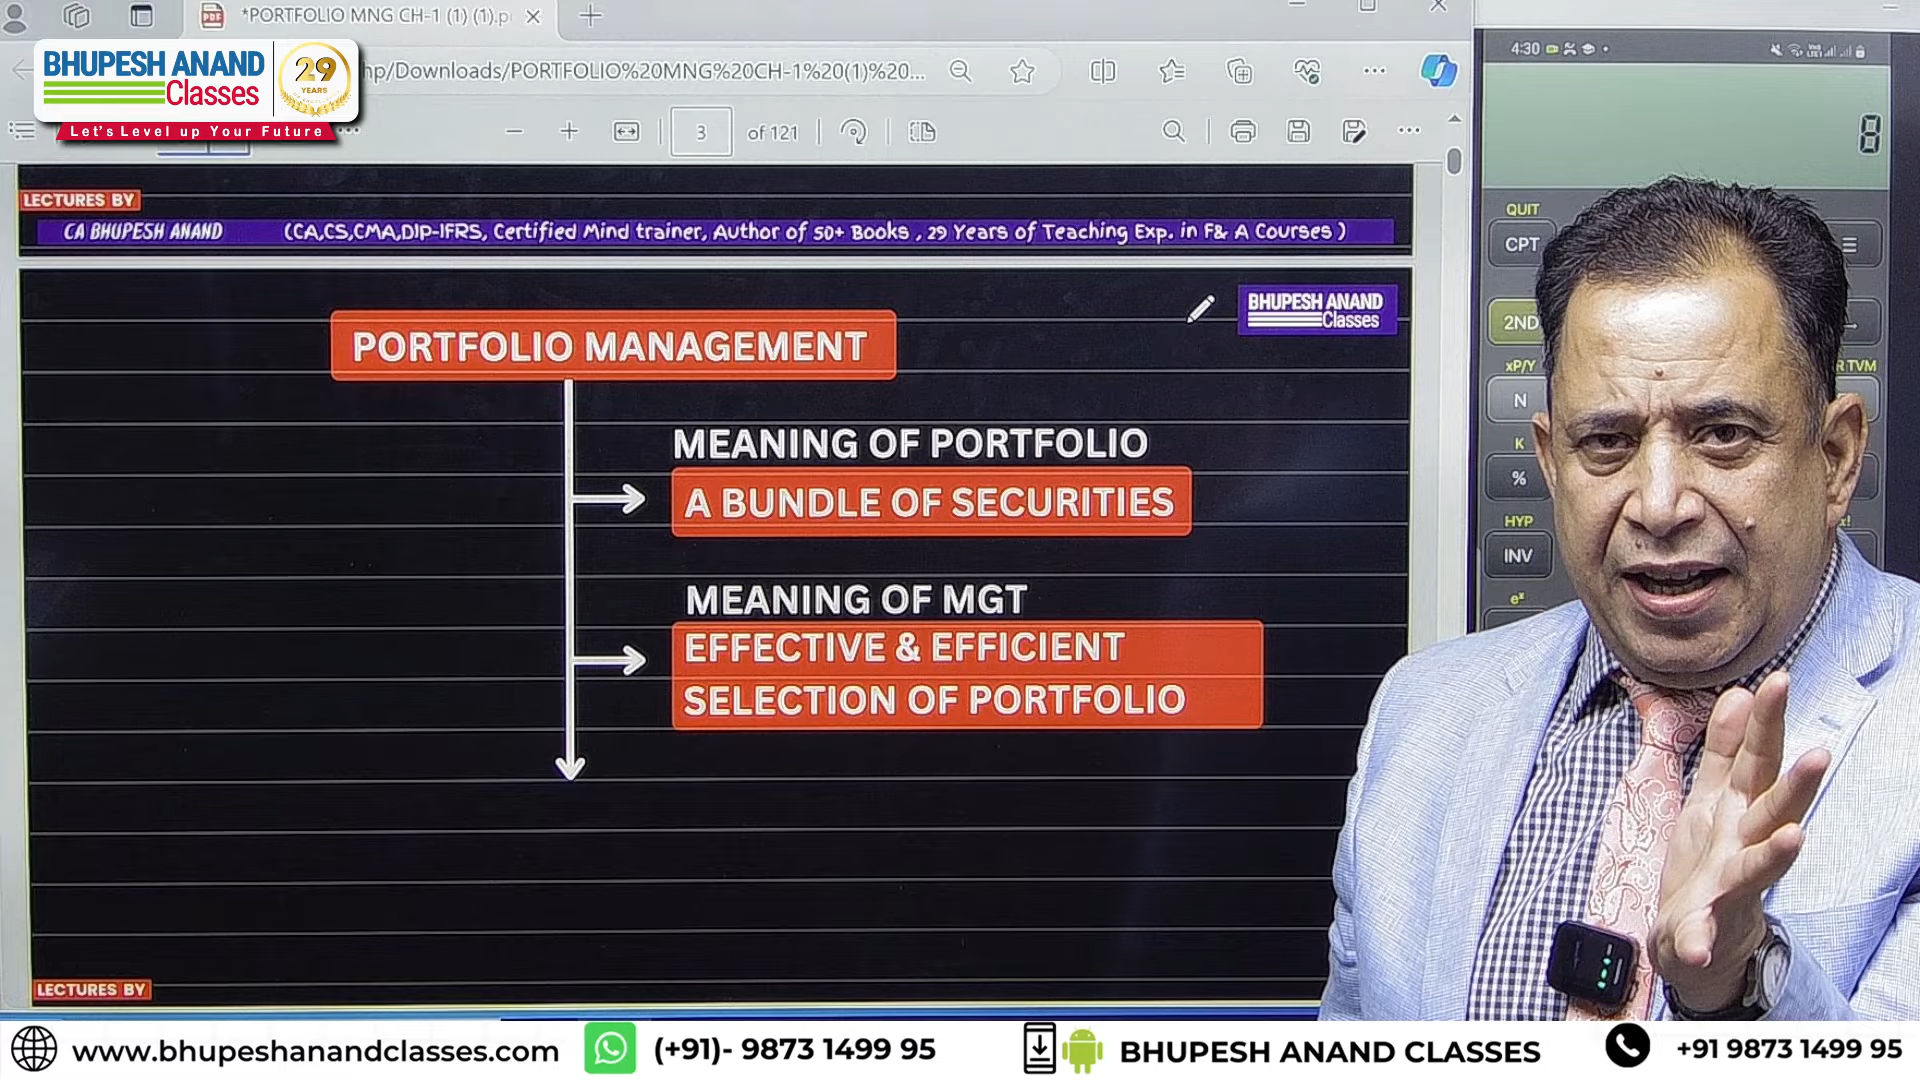 *PORTFOLIO MNG CH-1 (1) (1).p
BHUPESH ANAND
Classes
29
YEARS
Let's Level up Your Future
hp/Downloads/PORTFOLIO%20MNG%20CH-1%20(1)%20...
3 of 121
4:30
8
LECTURES BY
CA BHUPESH ANAND (CA,CS,CMA,DIP-IFRS, Certified Mind trainer, Author of 50+ Books , 29 Years of Teaching Exp. in F& A Courses )
BHUPESH ANAND
Classes
PORTFOLIO MANAGEMENT
MEANING OF PORTFOLIO
A BUNDLE OF SECURITIES
MEANING OF MGT
EFFECTIVE & EFFICIENT
SELECTION OF PORTFOLIO
LECTURES BY
QUIT
CPT
2ND
xP/Y
R TVM
N
K
%
HYP
x!
INV
eˣ
www.bhupeshanandclasses.com
(+91)- 9873 1499 95
BHUPESH ANAND CLASSES
+91 9873 1499 95